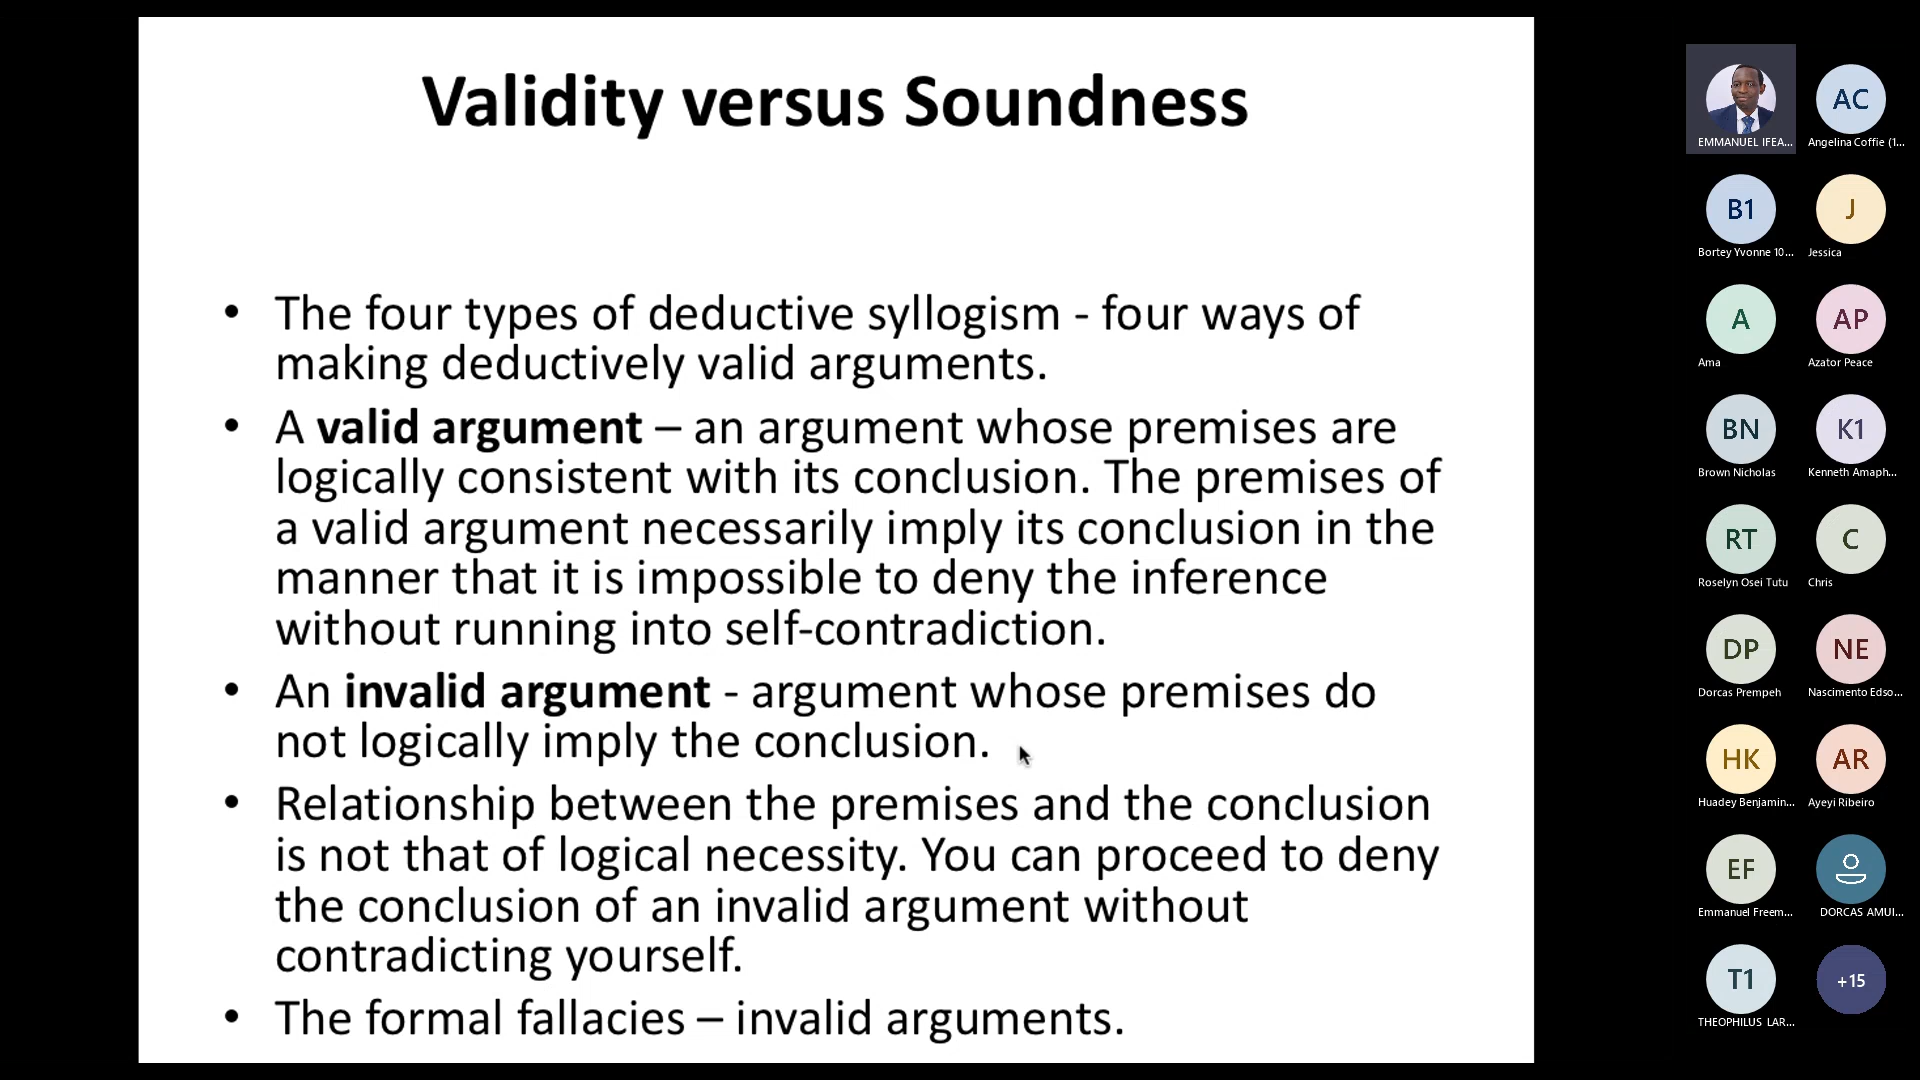 Validity versus Soundness
• The four types of deductive syllogism - four ways of
making deductively valid arguments.
• A valid argument – an argument whose premises are
logically consistent with its conclusion. The premises of
a valid argument necessarily imply its conclusion in the
manner that it is impossible to deny the inference
without running into self-contradiction.
• An invalid argument - argument whose premises do
not logically imply the conclusion.
• Relationship between the premises and the conclusion
is not that of logical necessity. You can proceed to deny
the conclusion of an invalid argument without
contradicting yourself.
• The formal fallacies – invalid arguments.
EMMANUEL IFEA...
AC
Angelina Coffie (1...
B1
Bortey Yvonne 10...
J
Jessica
A
Ama
AP
Azator Peace
BN
Brown Nicholas
K1
Kenneth Amaph...
RT
Roselyn Osei Tutu
C
Chris
DP
Dorcas Prempeh
NE
Nascimento Edso...
HK
Huadey Benjamin...
AR
Ayeyi Ribeiro
EF
Emmanuel Freem...
DORCAS AMUI...
T1
THEOPHILUS LAR...
+15